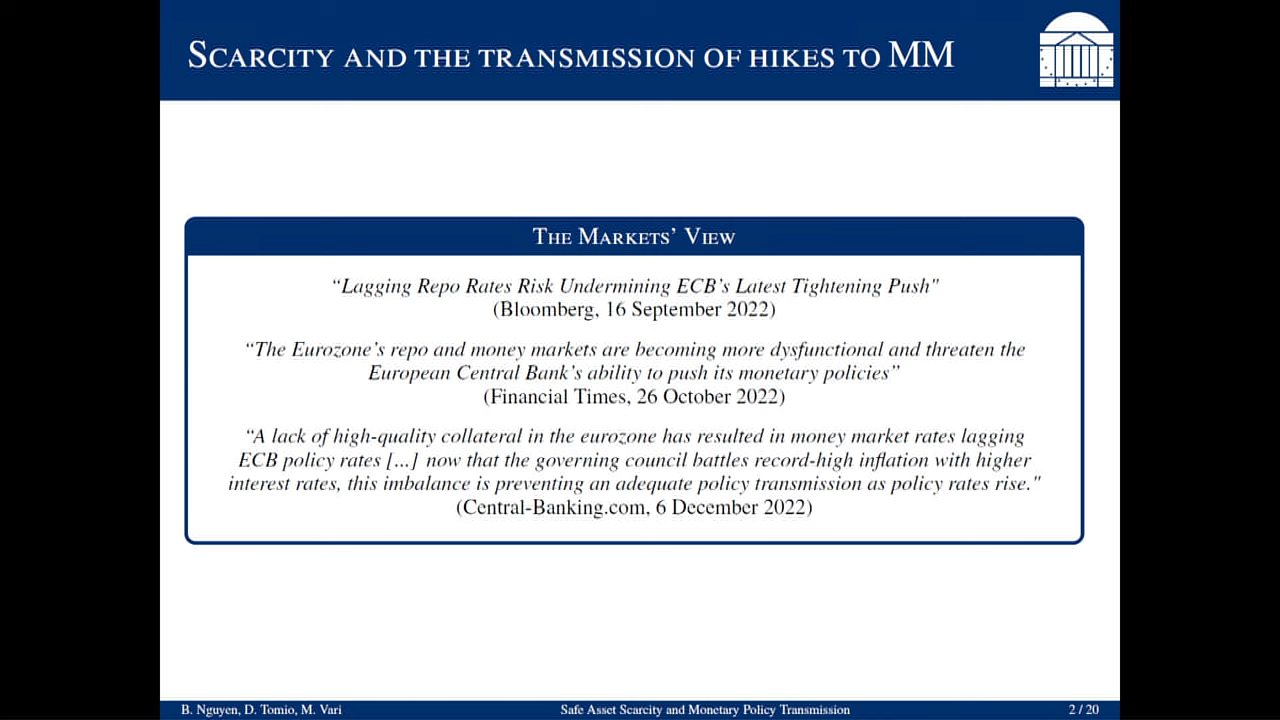 SCARCITY AND THE TRANSMISSION OF HIKES TO MM
THE MARKETS' VIEW
“Lagging Repo Rates Risk Undermining ECB's Latest Tightening Push"
(Bloomberg, 16 September 2022)
“The Eurozone's repo and money markets are becoming more dysfunctional and threaten the
European Central Bank's ability to push its monetary policies”
(Financial Times, 26 October 2022)
“A lack of high-quality collateral in the eurozone has resulted in money market rates lagging
ECB policy rates [...] now that the governing council battles record-high inflation with higher
interest rates, this imbalance is preventing an adequate policy transmission as policy rates rise."
(Central-Banking.com, 6 December 2022)
B. Nguyen, D. Tomio, M. Vari
Safe Asset Scarcity and Monetary Policy Transmission
2 / 20